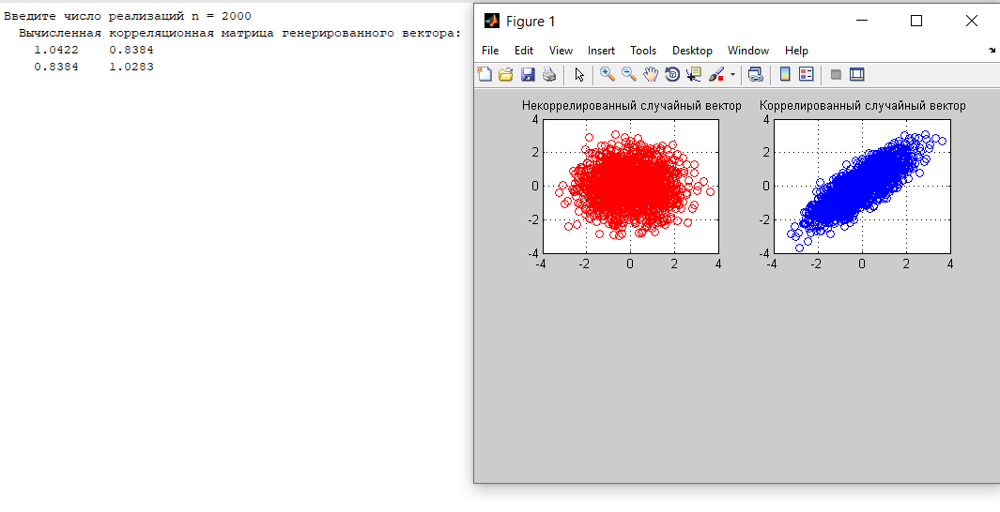 Введите число реализаций n = 2000
Вычисленная корреляционная матрица генерированного вектора:
1.0422 0.8384
0.8384 1.0283
Figure 1
File Edit View Insert Tools Desktop Window Help
Некоррелированный случайный вектор
4
2
0
-2
-4
-4 -2 0 2 4
Коррелированный случайный вектор
4
2
0
-2
-4
-4 -2 0 2 4